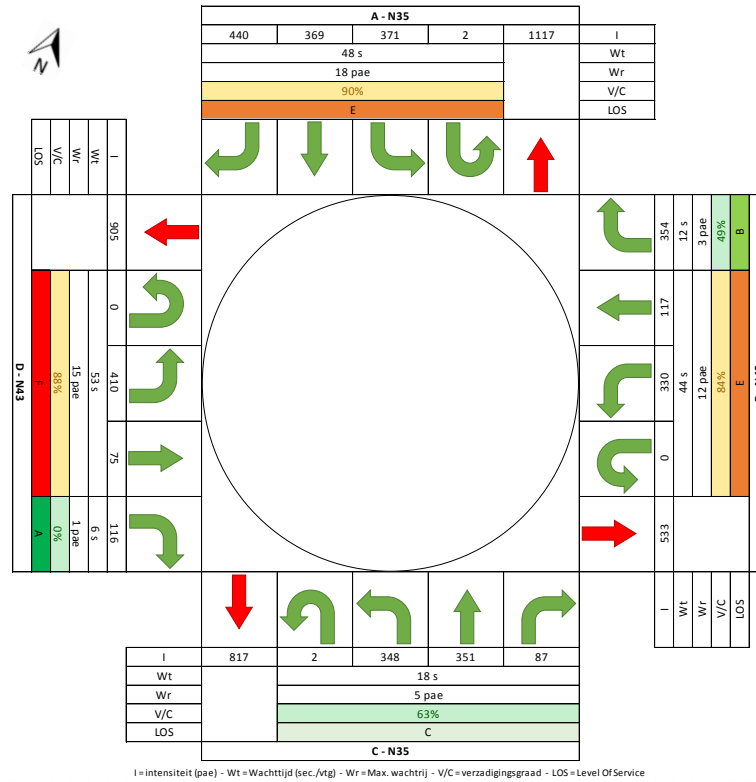 A - N35
440 369 371 2 1117 I
48 s Wt
18 pae Wr
90% V/C
E LOS
N
LOS V/C Wr Wt I
905
0
410
75
F 88% 15 pae 53 s
116
A 0% 1 pae 6 s
D - N43
354 12 s 3 pae 49% B
117
330
0
44 s 12 pae 84% E
533
I Wt Wr V/C LOS
I 817 2 348 351 87
Wt 18 s
Wr 5 pae
V/C 63%
LOS C
C - N35
I = intensiteit (pae) - Wt = Wachttijd (sec./vtg) - Wr = Max. wachtrij - V/C = verzadigingsgraad - LOS = Level Of Service